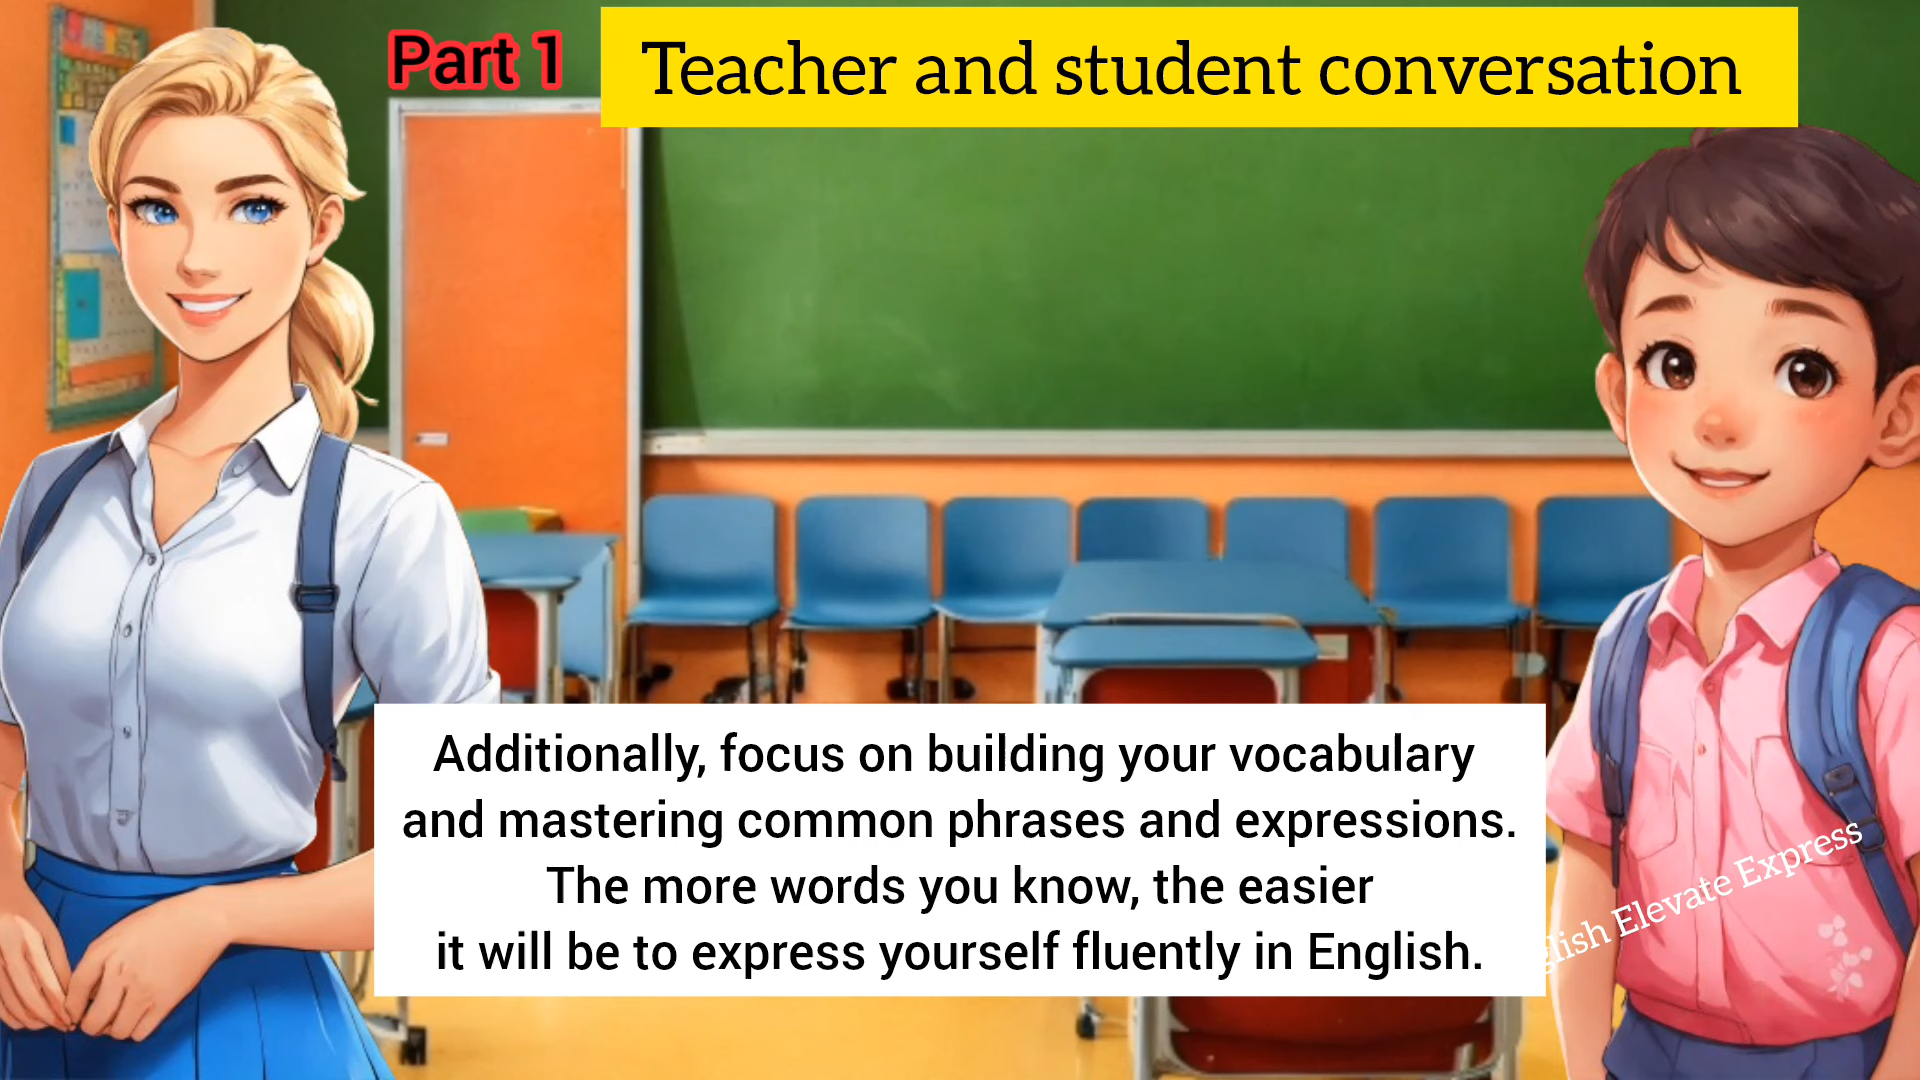 Part 1
Teacher and student conversation
Additionally, focus on building your vocabulary
and mastering common phrases and expressions.
The more words you know, the easier
it will be to express yourself fluently in English.
Elevate Express